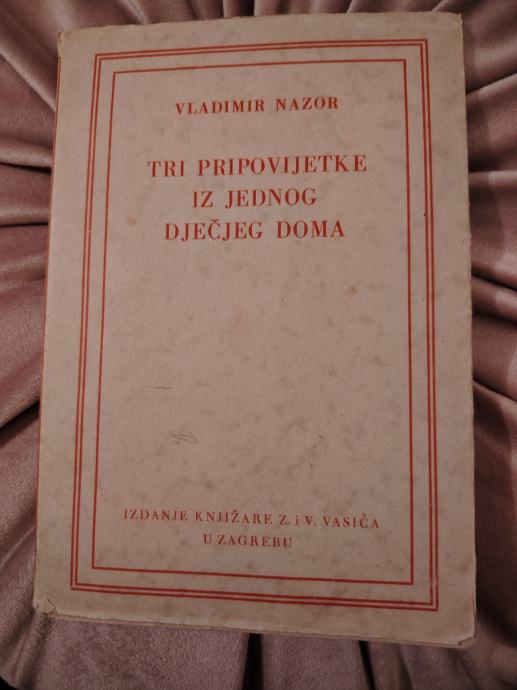 VLADIMIR NAZOR
TRI PRIPOVIJETKE
IZ JEDNOG
DJEČJEG DOMA
IZDANJE KNJIŽARE Z. i V. VASIĆA
U ZAGREBU